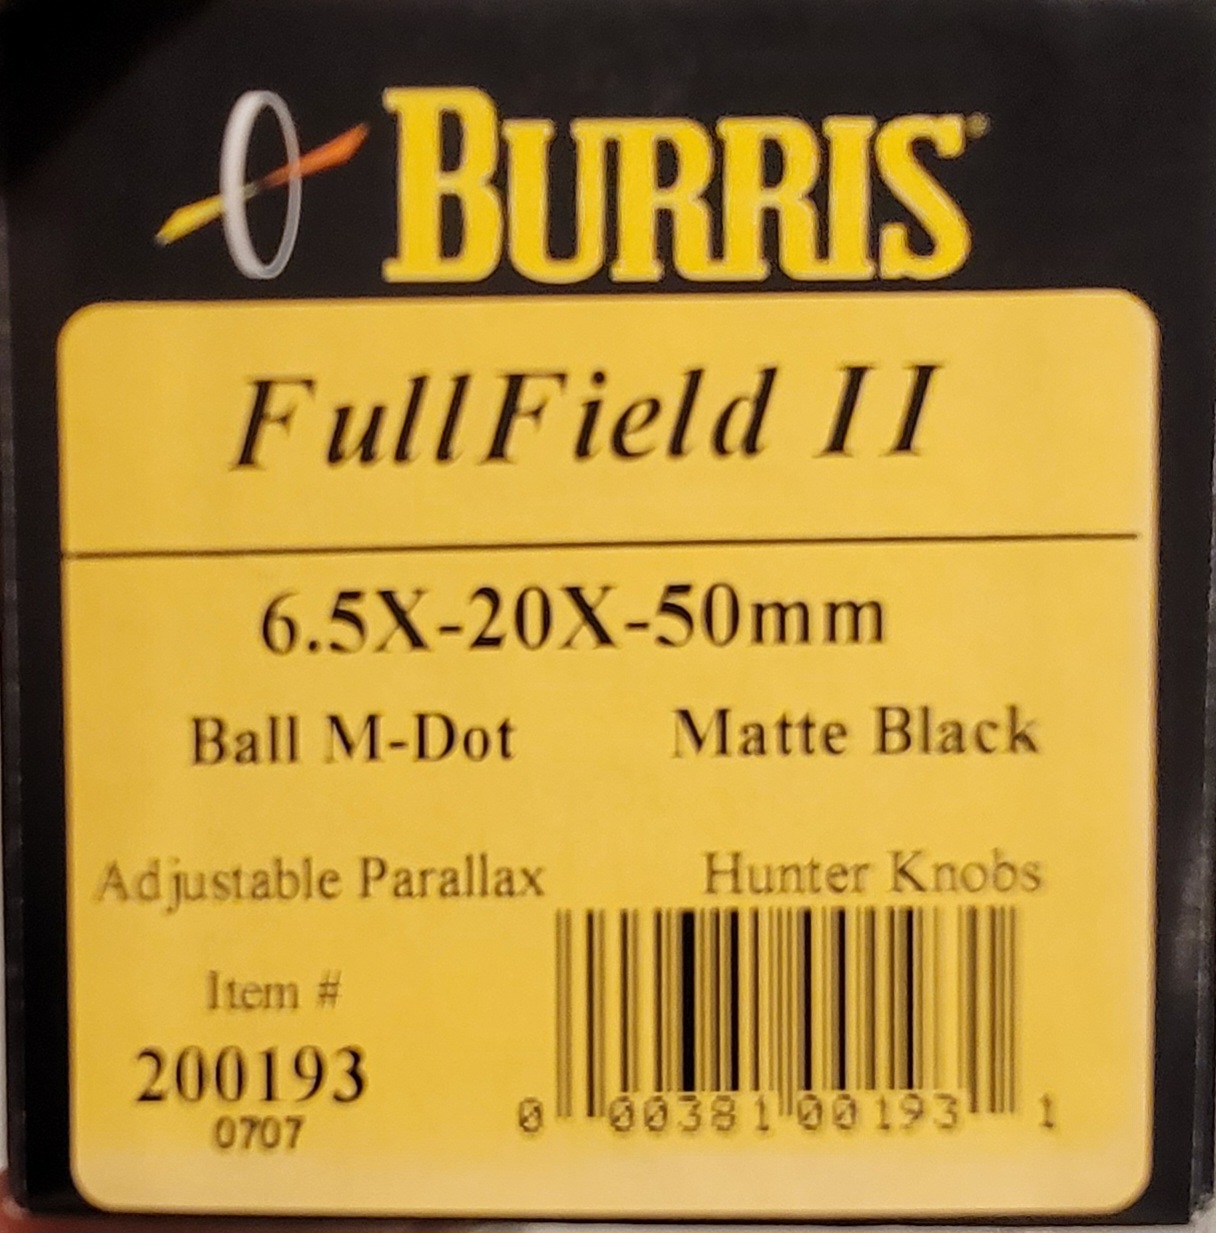 BURRIS
FullField II
6.5X-20X-50mm
Ball M-Dot Matte Black
Adjustable Parallax Hunter Knobs
Item #
200193
0707
0 00381 00193 1